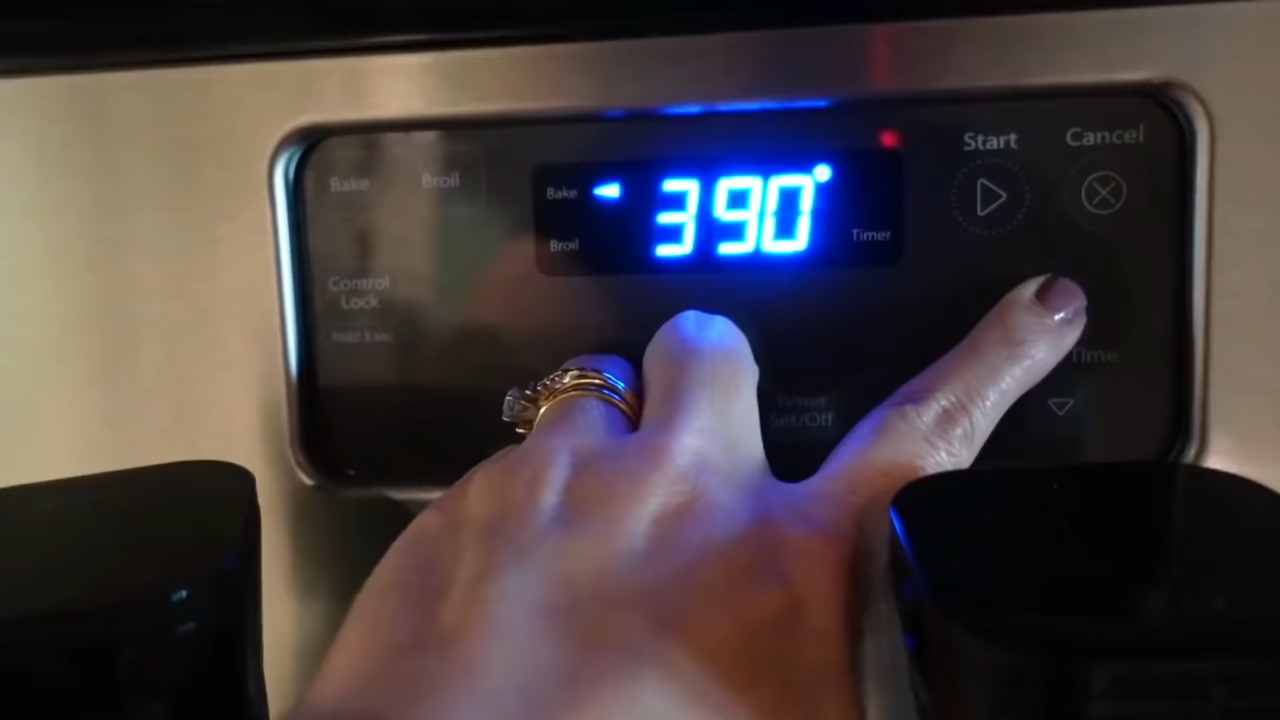 Start
Cancel
Bake
Broil
Bake
390°
Broil
Timer
Control
Lock
Hold 3 Sec
Time
Timer
Set/Off